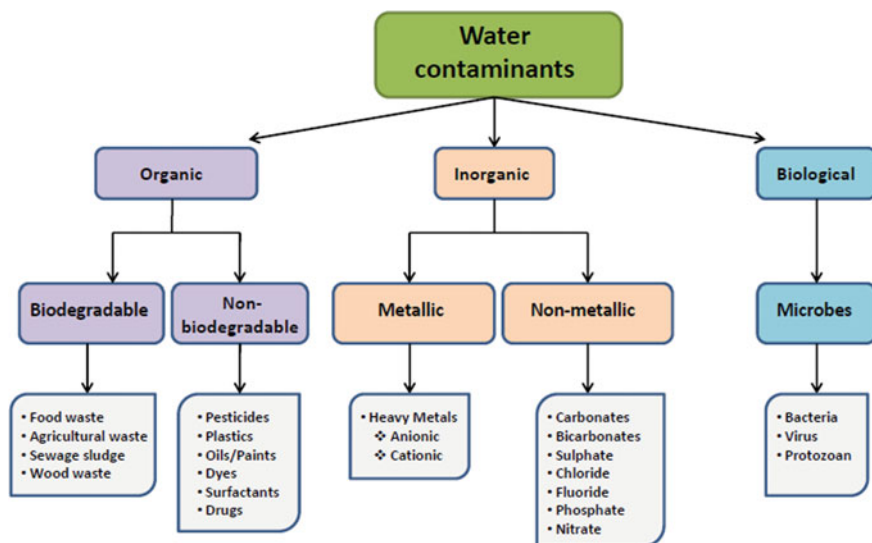 Water
contaminants
Organic
Inorganic
Biological
Biodegradable
Non-
biodegradable
Metallic
Non-metallic
Microbes
• Food waste
• Agricultural waste
• Sewage sludge
• Wood waste
• Pesticides
• Plastics
• Oils/Paints
• Dyes
• Surfactants
• Drugs
• Heavy Metals
❖ Anionic
❖ Cationic
• Carbonates
• Bicarbonates
• Sulphate
• Chloride
• Fluoride
• Phosphate
• Nitrate
• Bacteria
• Virus
• Protozoan